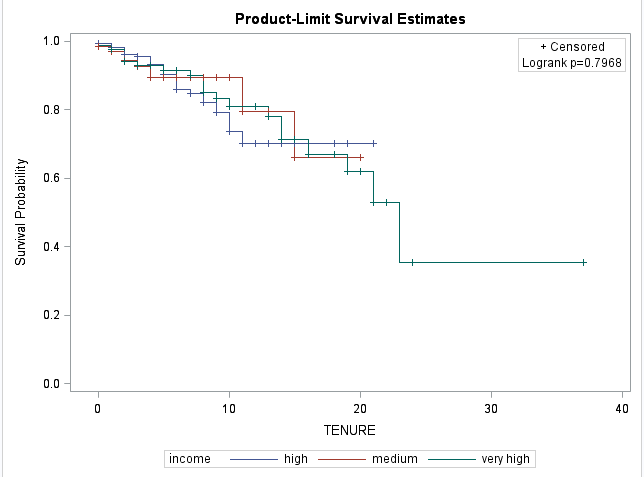 Product-Limit Survival Estimates
+ Censored
Logrank p=0.7968
1.0
0.8
0.6
0.4
0.2
0.0
Survival Probability
0 10 20 30 40
TENURE
income high medium very high